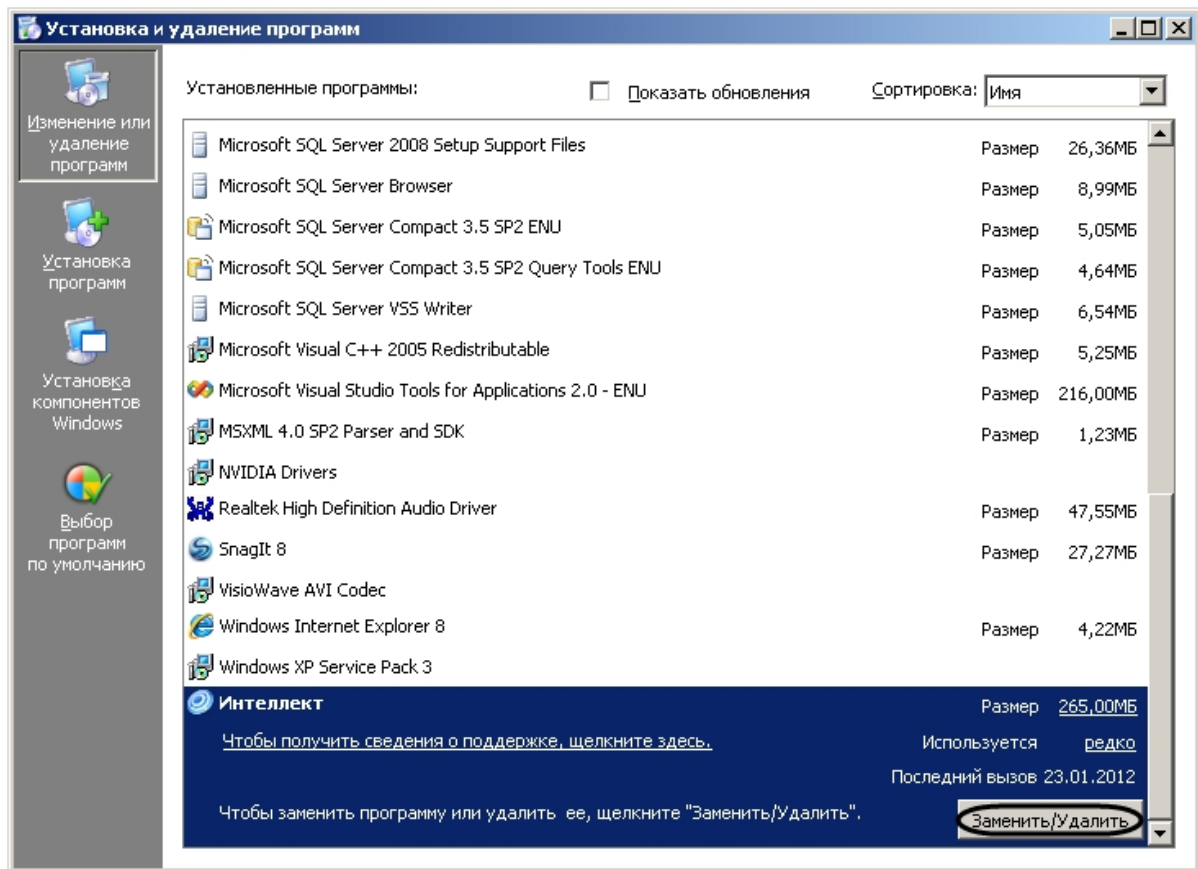 Установка и удаление программ
Изменение или
удаление
программ
Установка
программ
Установка
компонентов
Windows
Выбор
программ
по умолчанию
Установленные программы:
Показать обновления
Сортировка: Имя
Microsoft SQL Server 2008 Setup Support Files Размер 26,36МБ
Microsoft SQL Server Browser Размер 8,99МБ
Microsoft SQL Server Compact 3.5 SP2 ENU Размер 5,05МБ
Microsoft SQL Server Compact 3.5 SP2 Query Tools ENU Размер 4,64МБ
Microsoft SQL Server VSS Writer Размер 6,54МБ
Microsoft Visual C++ 2005 Redistributable Размер 5,25МБ
Microsoft Visual Studio Tools for Applications 2.0 - ENU Размер 216,00МБ
MSXML 4.0 SP2 Parser and SDK Размер 1,23МБ
NVIDIA Drivers
Realtek High Definition Audio Driver Размер 47,55МБ
SnagIt 8 Размер 27,27МБ
VisioWave AVI Codec
Windows Internet Explorer 8 Размер 4,22МБ
Windows XP Service Pack 3
Интеллект Размер 265,00МБ
Чтобы получить сведения о поддержке, щелкните здесь. Используется редко
Последний вызов 23.01.2012
Чтобы заменить программу или удалить ее, щелкните "Заменить/Удалить". Заменить/Удалить